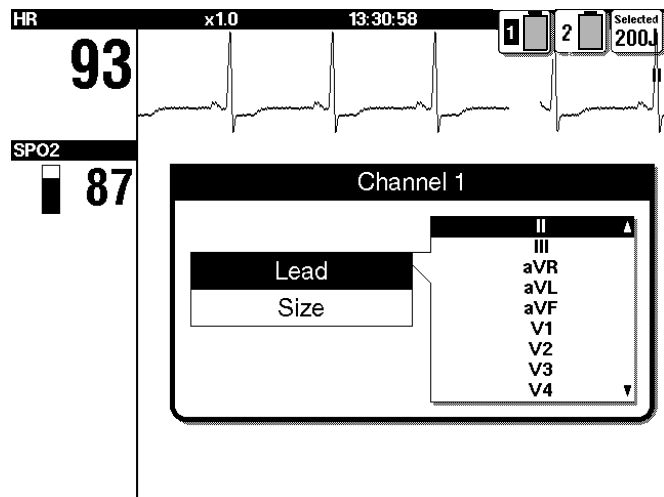 HR x1.0 13:30:58
1 2 Selected
200J
93
II
SPO2
87
Channel 1
Lead
Size
II
III
aVR
aVL
aVF
V1
V2
V3
V4